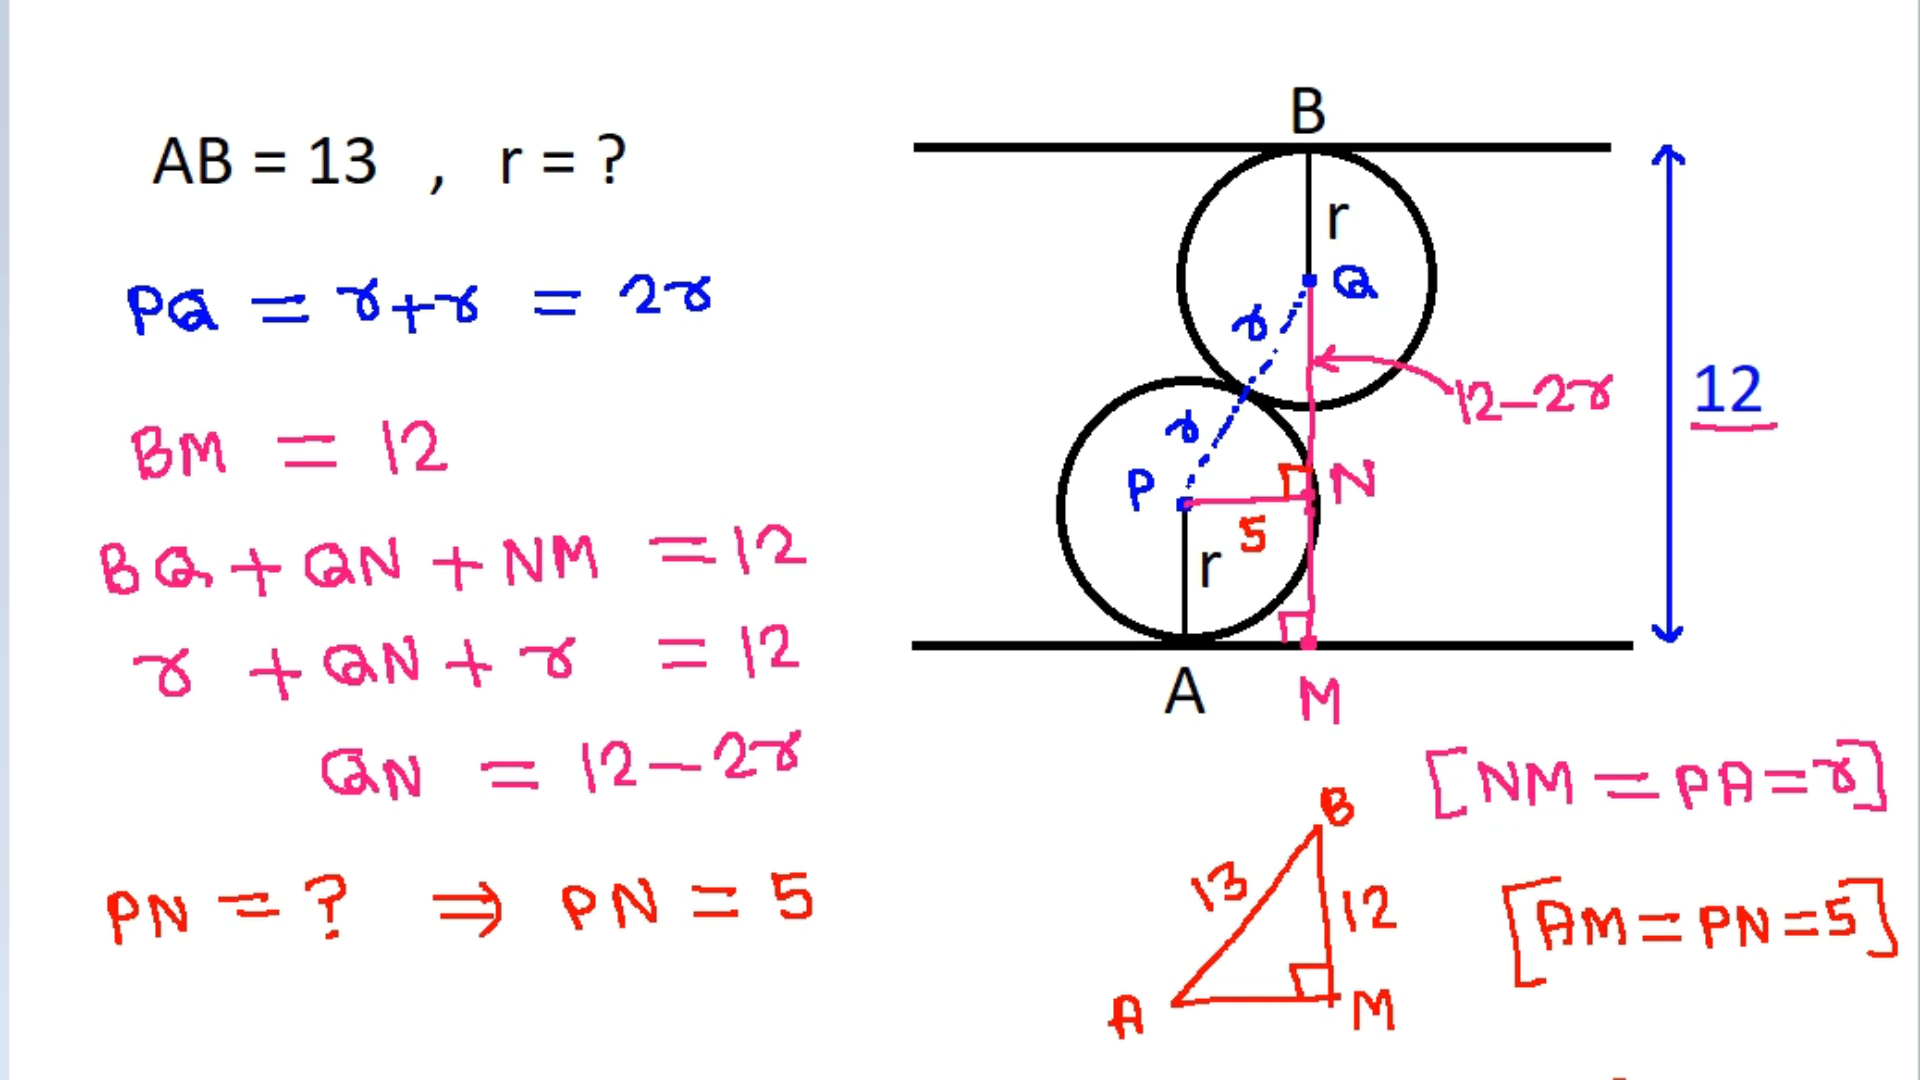 AB = 13 , r = ?
PQ = r+r = 2r
BM = 12
BQ + QN + NM = 12
r + QN + r = 12
QN = 12-2r
PN = ? ⇒ PN = 5
B
r
Q
r
12-2r
12
r
P
N
5
r
A
M
[NM = PA = r]
B
13
12
[AM = PN = 5]
A
M